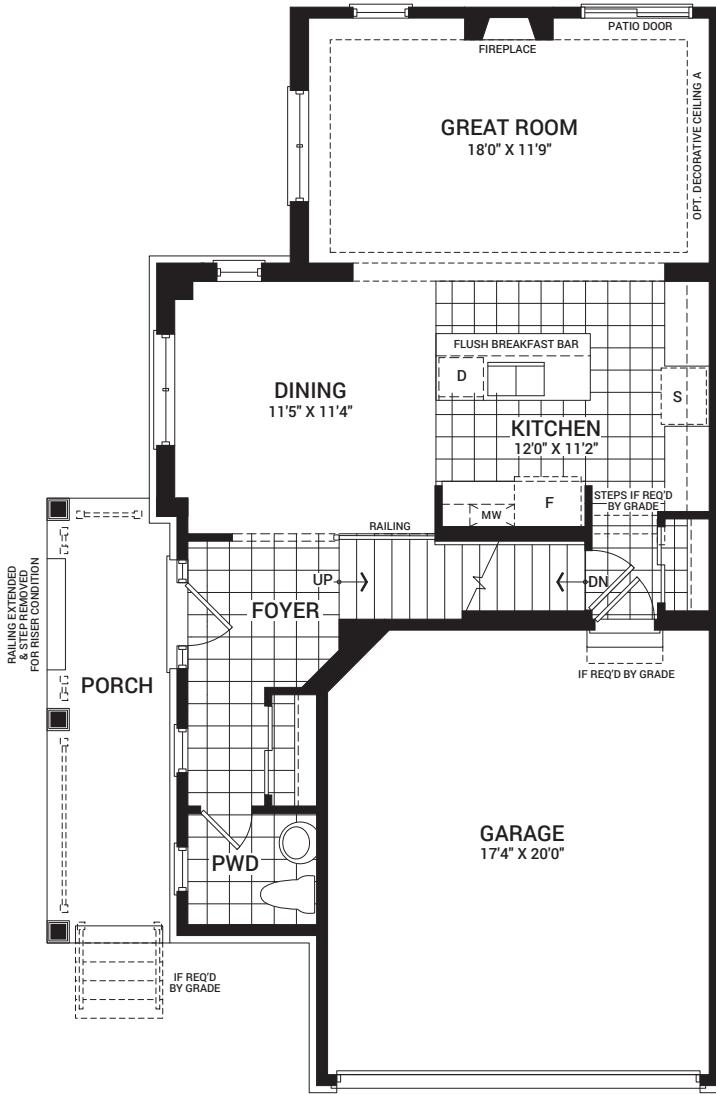 PATIO DOOR
FIREPLACE
GREAT ROOM
18'0" X 11'9"
OPT. DECORATIVE CEILING A
FLUSH BREAKFAST BAR
D
S
DINING
11'5" X 11'4"
KITCHEN
12'0" X 11'2"
F
MW
STEPS IF REQ'D
BY GRADE
RAILING
UP
DN
FOYER
RAILING EXTENDED
& STEP REMOVED
FOR RISER CONDITION
PORCH
IF REQ'D BY GRADE
GARAGE
17'4" X 20'0"
PWD
IF REQ'D
BY GRADE